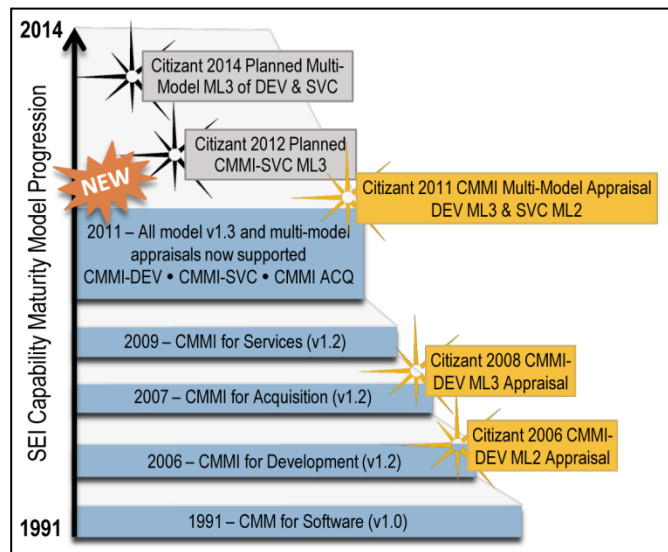 2014
SEI Capability Maturity Model Progression
1991
Citizant 2014 Planned Multi-
Model ML3 of DEV & SVC
Citizant 2012 Planned
CMMI-SVC ML3
NEW
Citizant 2011 CMMI Multi-Model Appraisal
DEV ML3 & SVC ML2
2011 – All model v1.3 and multi-model
appraisals now supported
CMMI-DEV • CMMI-SVC • CMMI ACQ
2009 – CMMI for Services (v1.2)
Citizant 2008 CMMI-
DEV ML3 Appraisal
2007 – CMMI for Acquisition (v1.2)
Citizant 2006 CMMI-
DEV ML2 Appraisal
2006 – CMMI for Development (v1.2)
1991 – CMM for Software (v1.0)